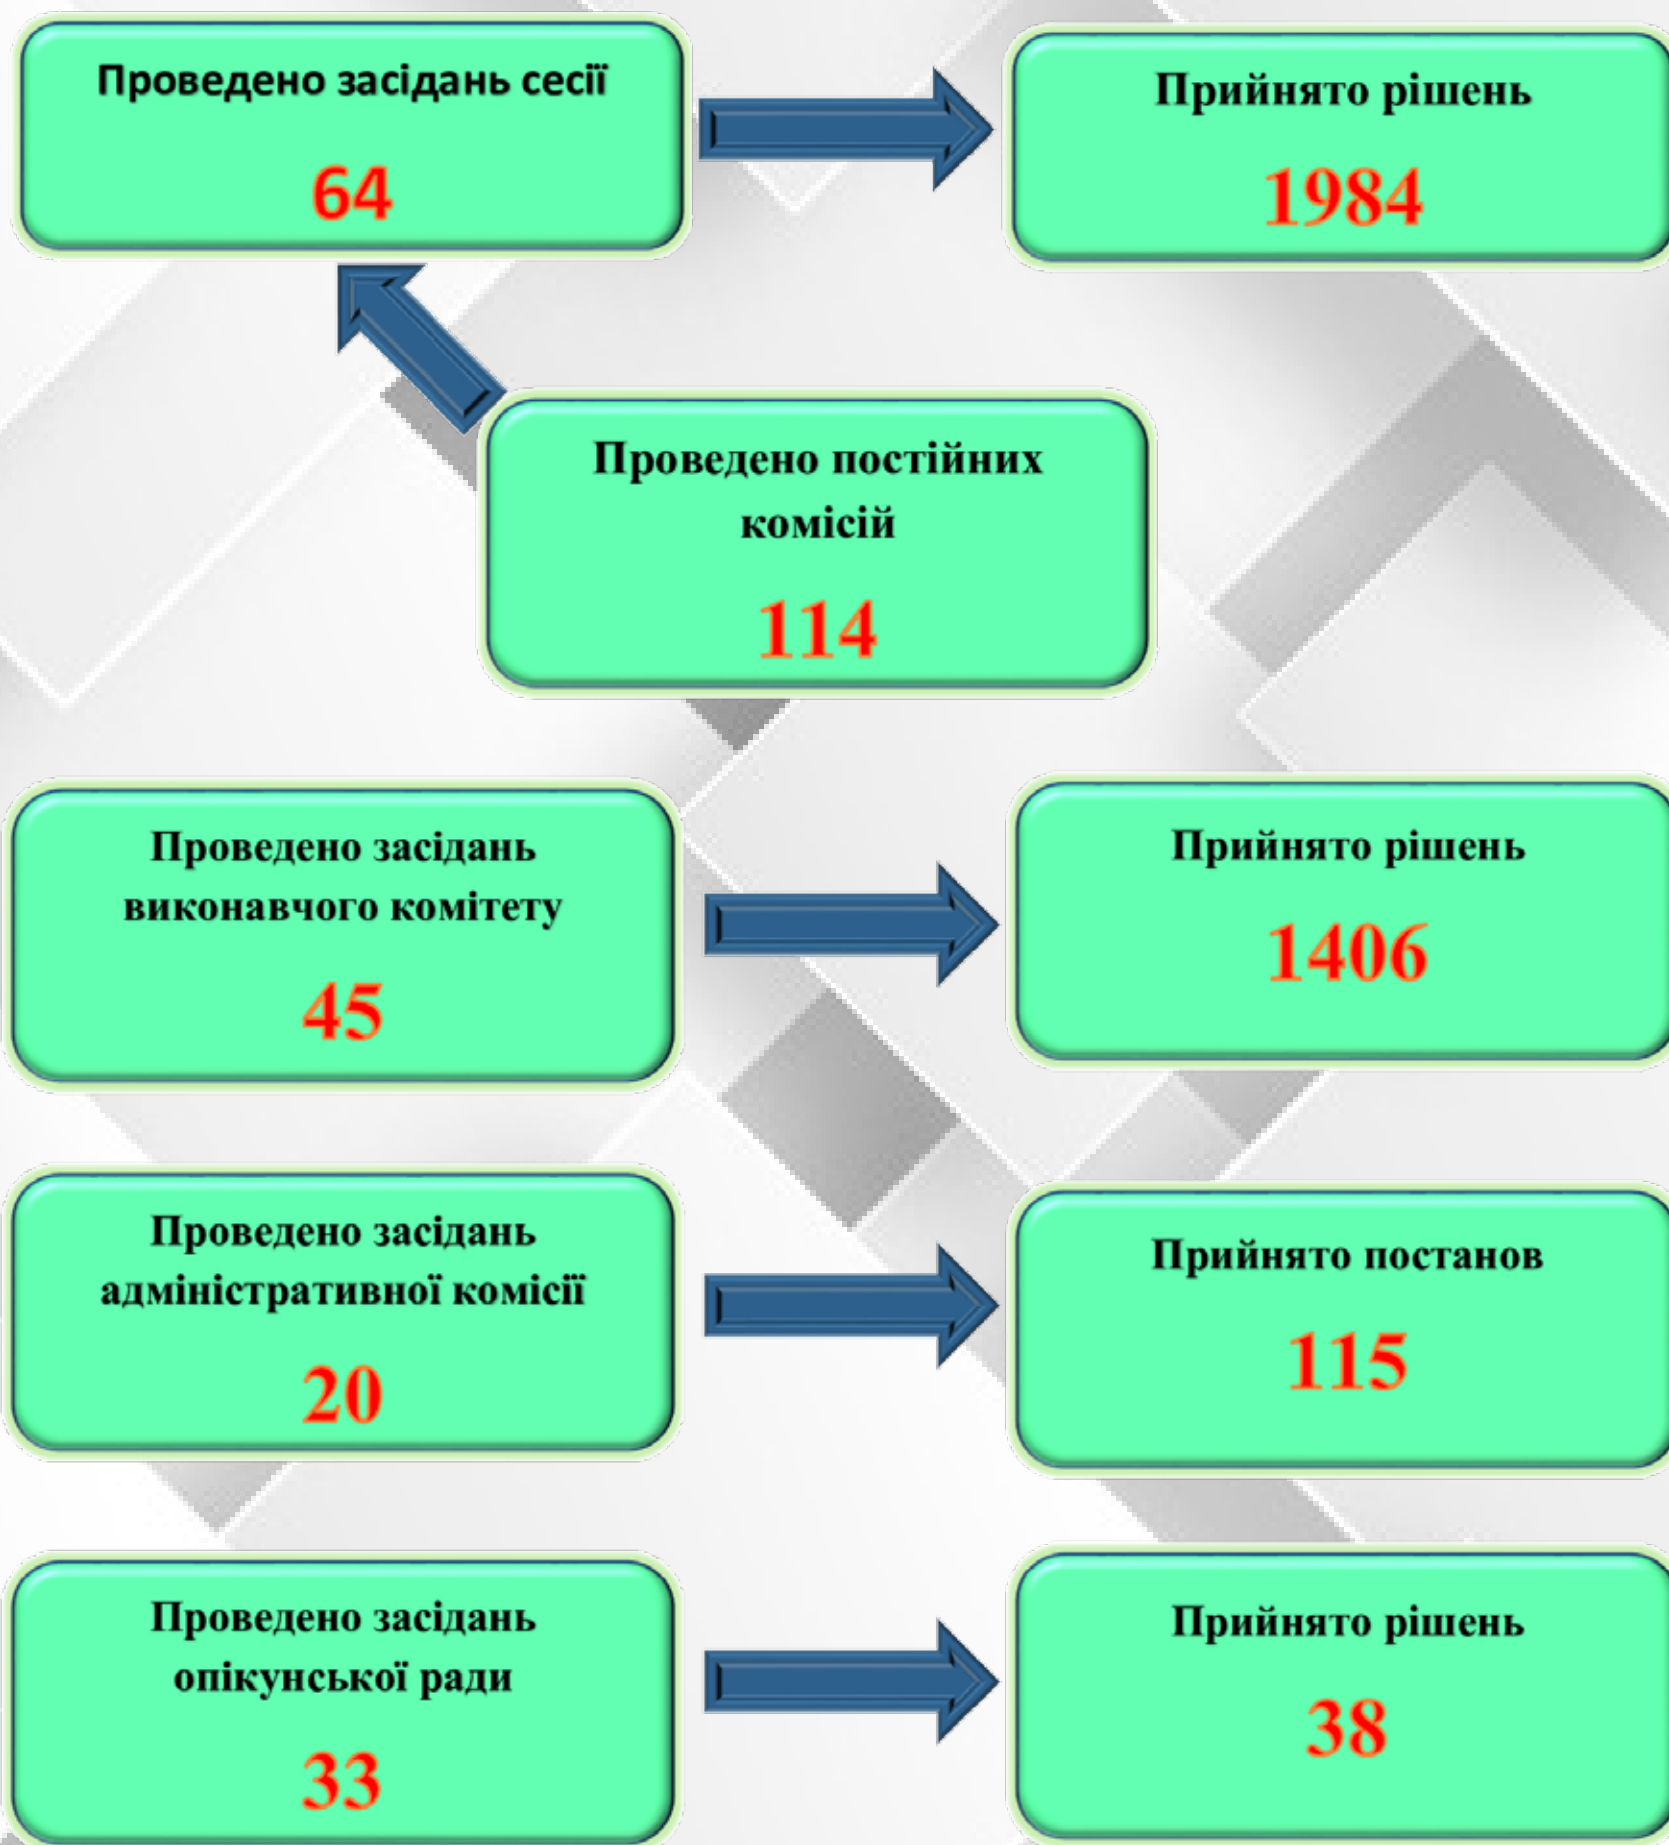 Проведено засідань сесії
64
Прийнято рішень
1984
Проведено постійних
комісій
114
Проведено засідань
виконавчого комітету
45
Прийнято рішень
1406
Проведено засідань
адміністративної комісії
20
Прийнято постанов
115
Проведено засідань
опікунської ради
33
Прийнято рішень
38